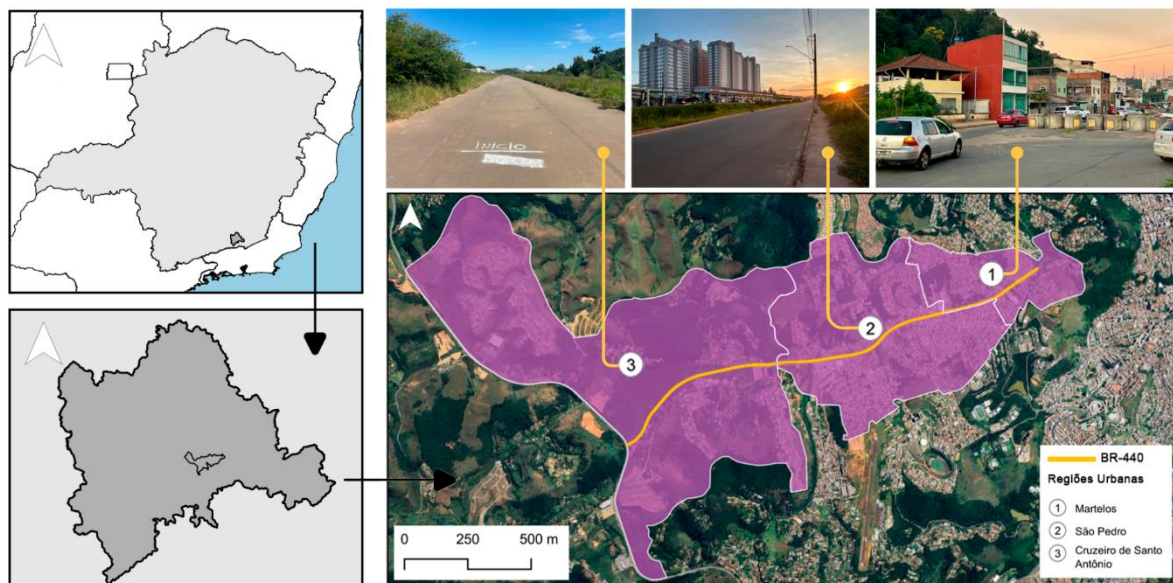 INICIO
1
2
3
0 250 500 m
BR-440
Regiões Urbanas
1 Martelos
2 São Pedro
3 Cruzeiro de Santo
Antônio